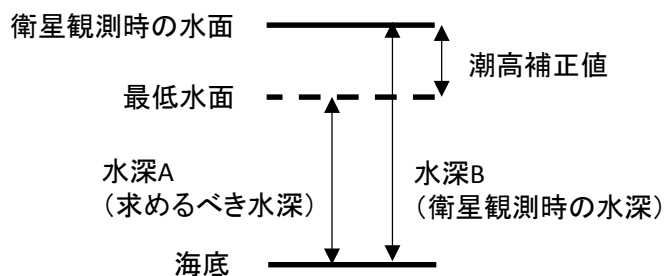 衛星観測時の水面
潮高補正値
最低水面
水深A
(求めるべき水深)
水深B
(衛星観測時の水深)
海底